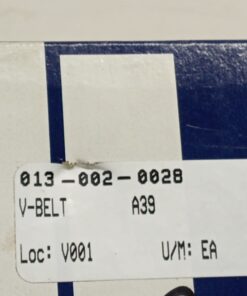 013-002-0028
V-BELT A39
Loc: V001 U/M: EA